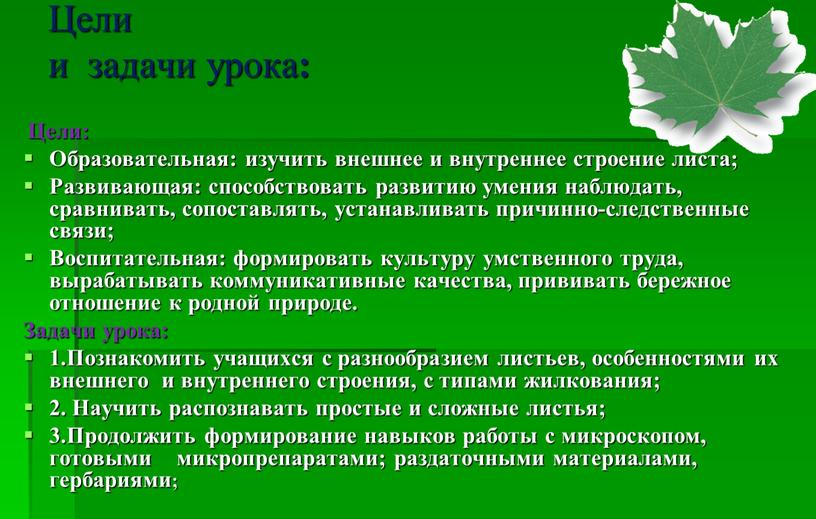 Цели
и задачи урока:
Цели:
Образовательная: изучить внешнее и внутреннее строение листа;
Развивающая: способствовать развитию умения наблюдать,
сравнивать, сопоставлять, устанавливать причинно-следственные
связи;
Воспитательная: формировать культуру умственного труда,
вырабатывать коммуникативные качества, прививать бережное
отношение к родной природе.
Задачи урока:
1.Познакомить учащихся с разнообразием листьев, особенностями их
внешнего и внутреннего строения, с типами жилкования;
2. Научить распознавать простые и сложные листья;
3.Продолжить формирование навыков работы с микроскопом,
готовыми микропрепаратами; раздаточными материалами,
гербариями;